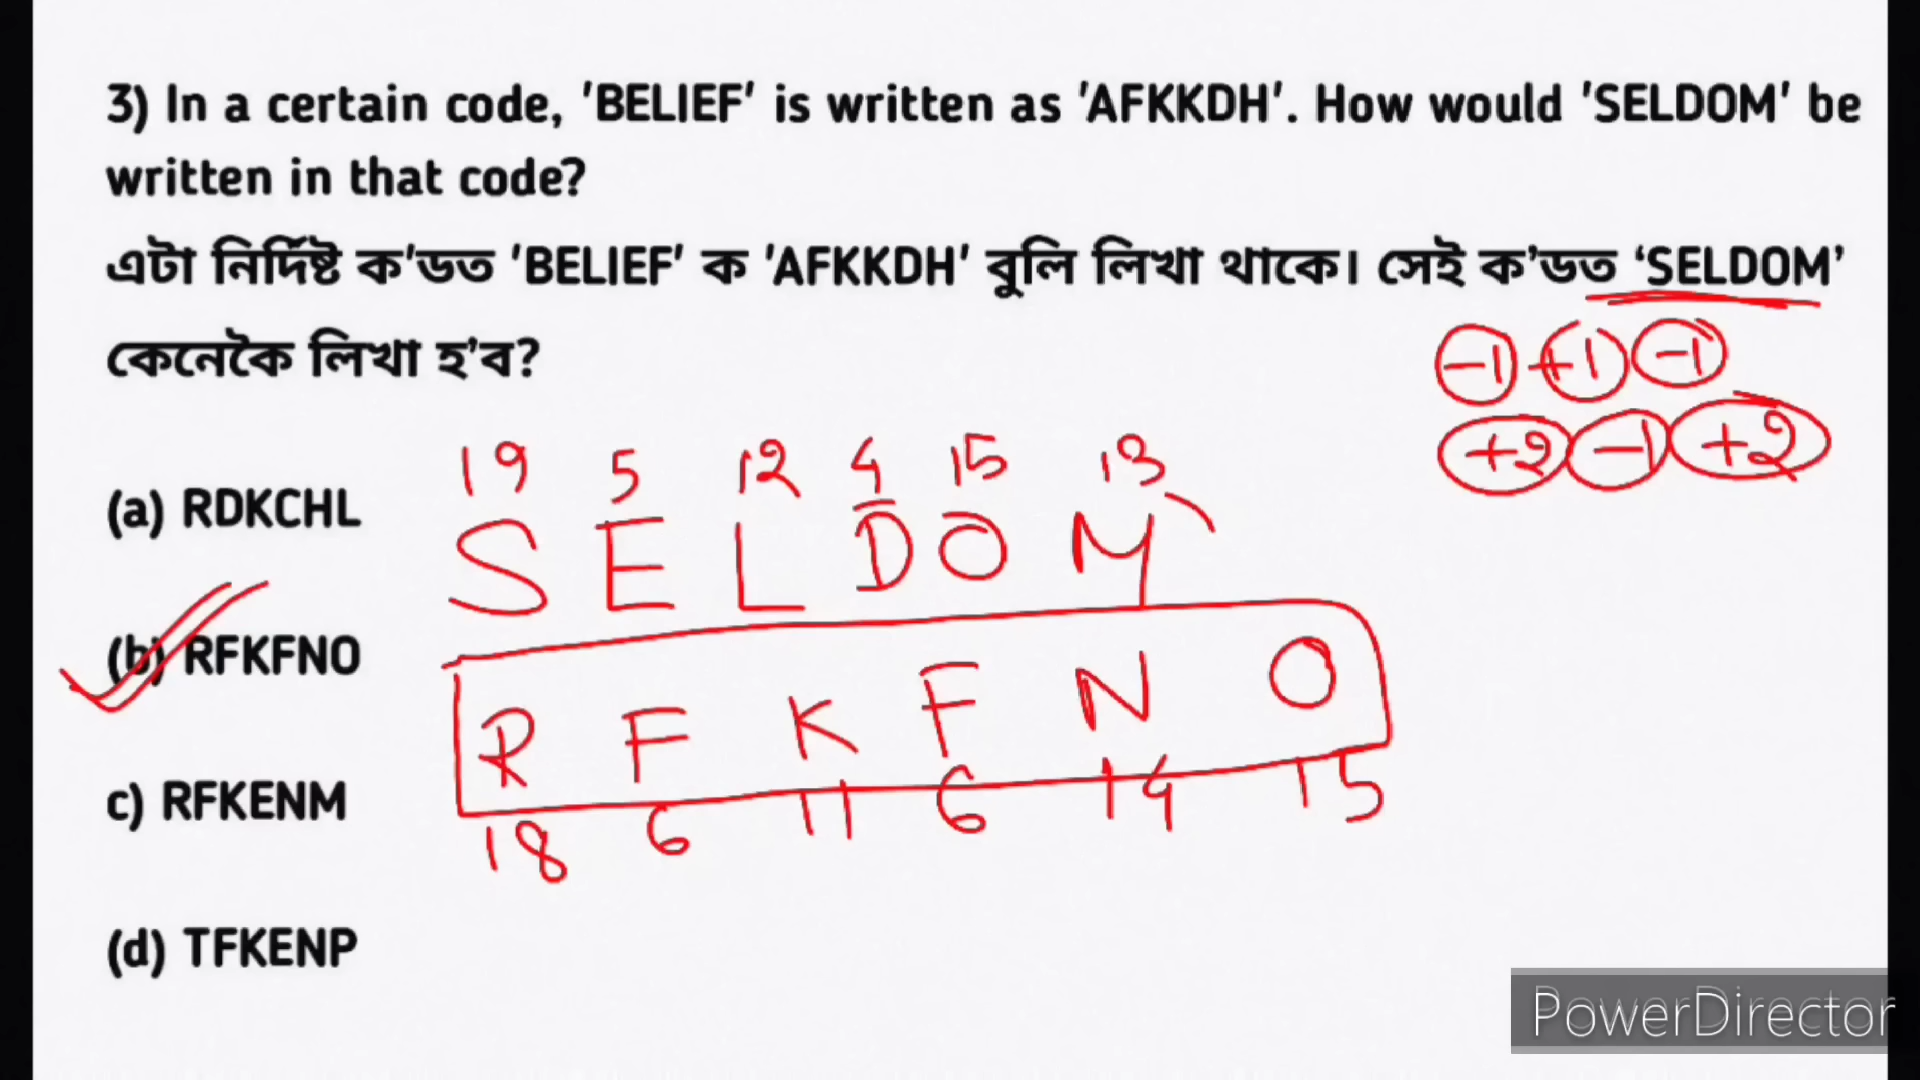 3) In a certain code, 'BELIEF' is written as 'AFKKDH'. How would 'SELDOM' be
written in that code?
এটা নিৰ্দিষ্ট ক'ডত 'BELIEF' ক 'AFKKDH' বুলি লিখা থাকে। সেই ক'ডত ‘SELDOM’
কেনেকৈ লিখা হ'ব?
-1 +1 -1
+2 -1 +2
19 5 12 4 15 13
(a) RDKCHL
S E L D O M
(b) RFKFNO
R F K F N O
c) RFKENM
18 6 11 6 14 15
(d) TFKENP
PowerDirector